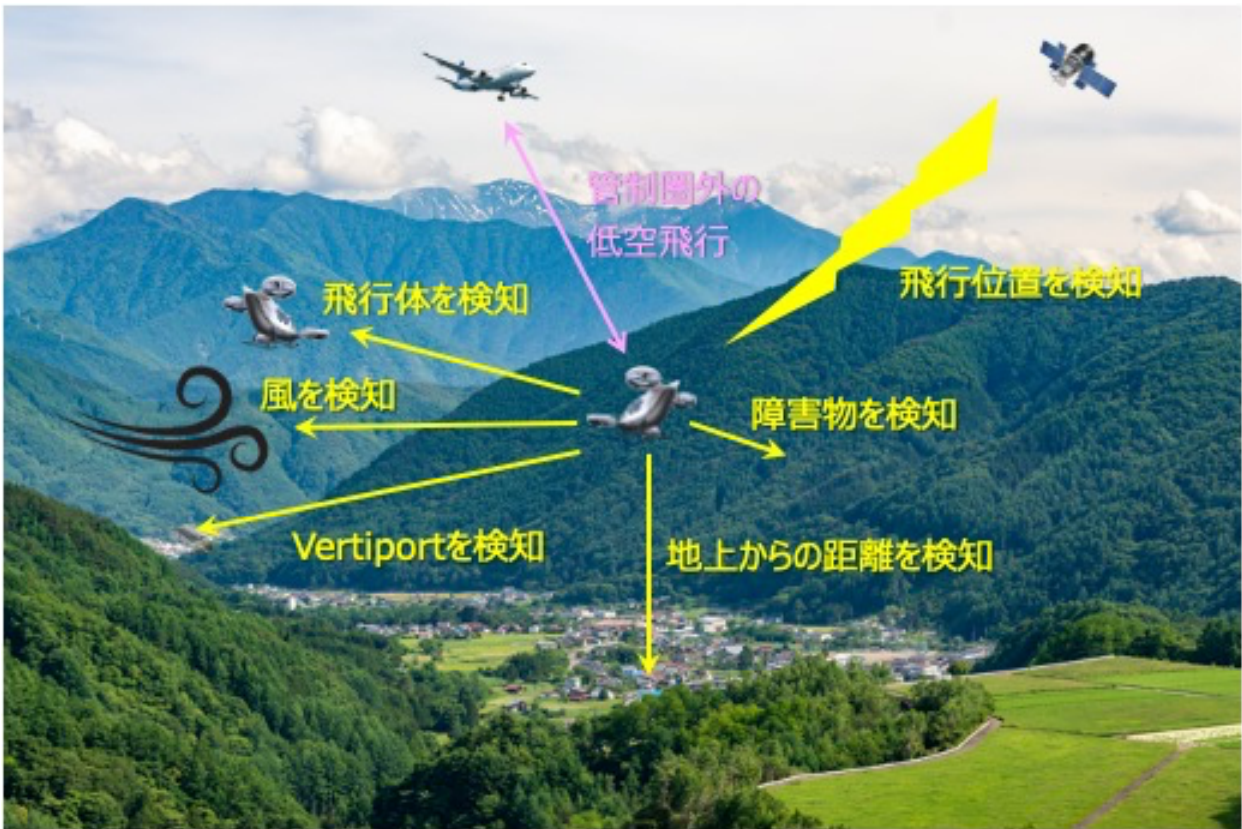 管制圏外の
低空飛行
飛行位置を検知
飛行体を検知
風を検知
障害物を検知
Vertiportを検知
地上からの距離を検知